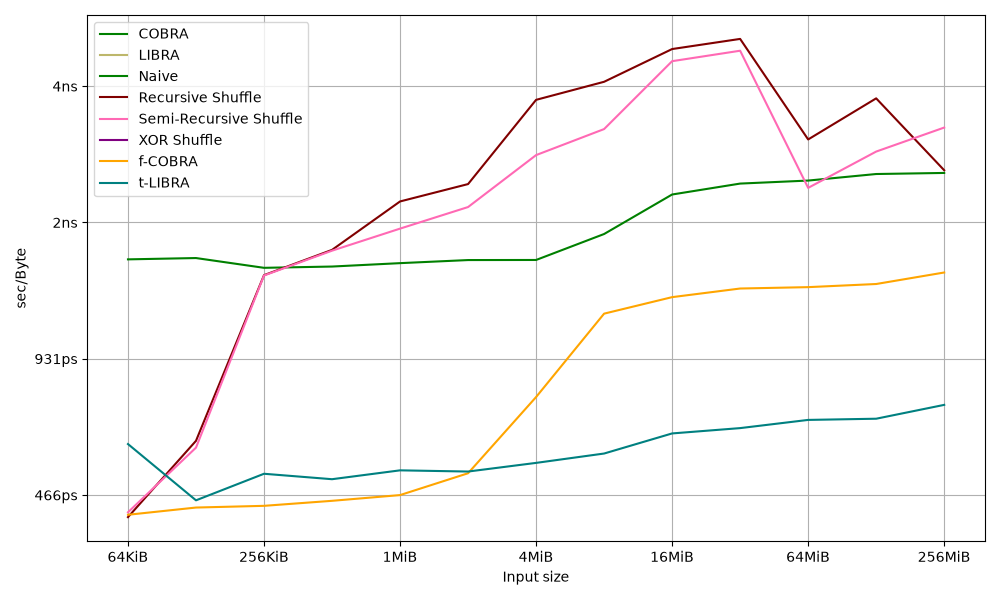 COBRA
LIBRA
Naive
Recursive Shuffle
Semi-Recursive Shuffle
XOR Shuffle
f-COBRA
t-LIBRA
4ns
2ns
931ps
466ps
sec/Byte
64KiB 256KiB 1MiB 4MiB 16MiB 64MiB 256MiB
Input size